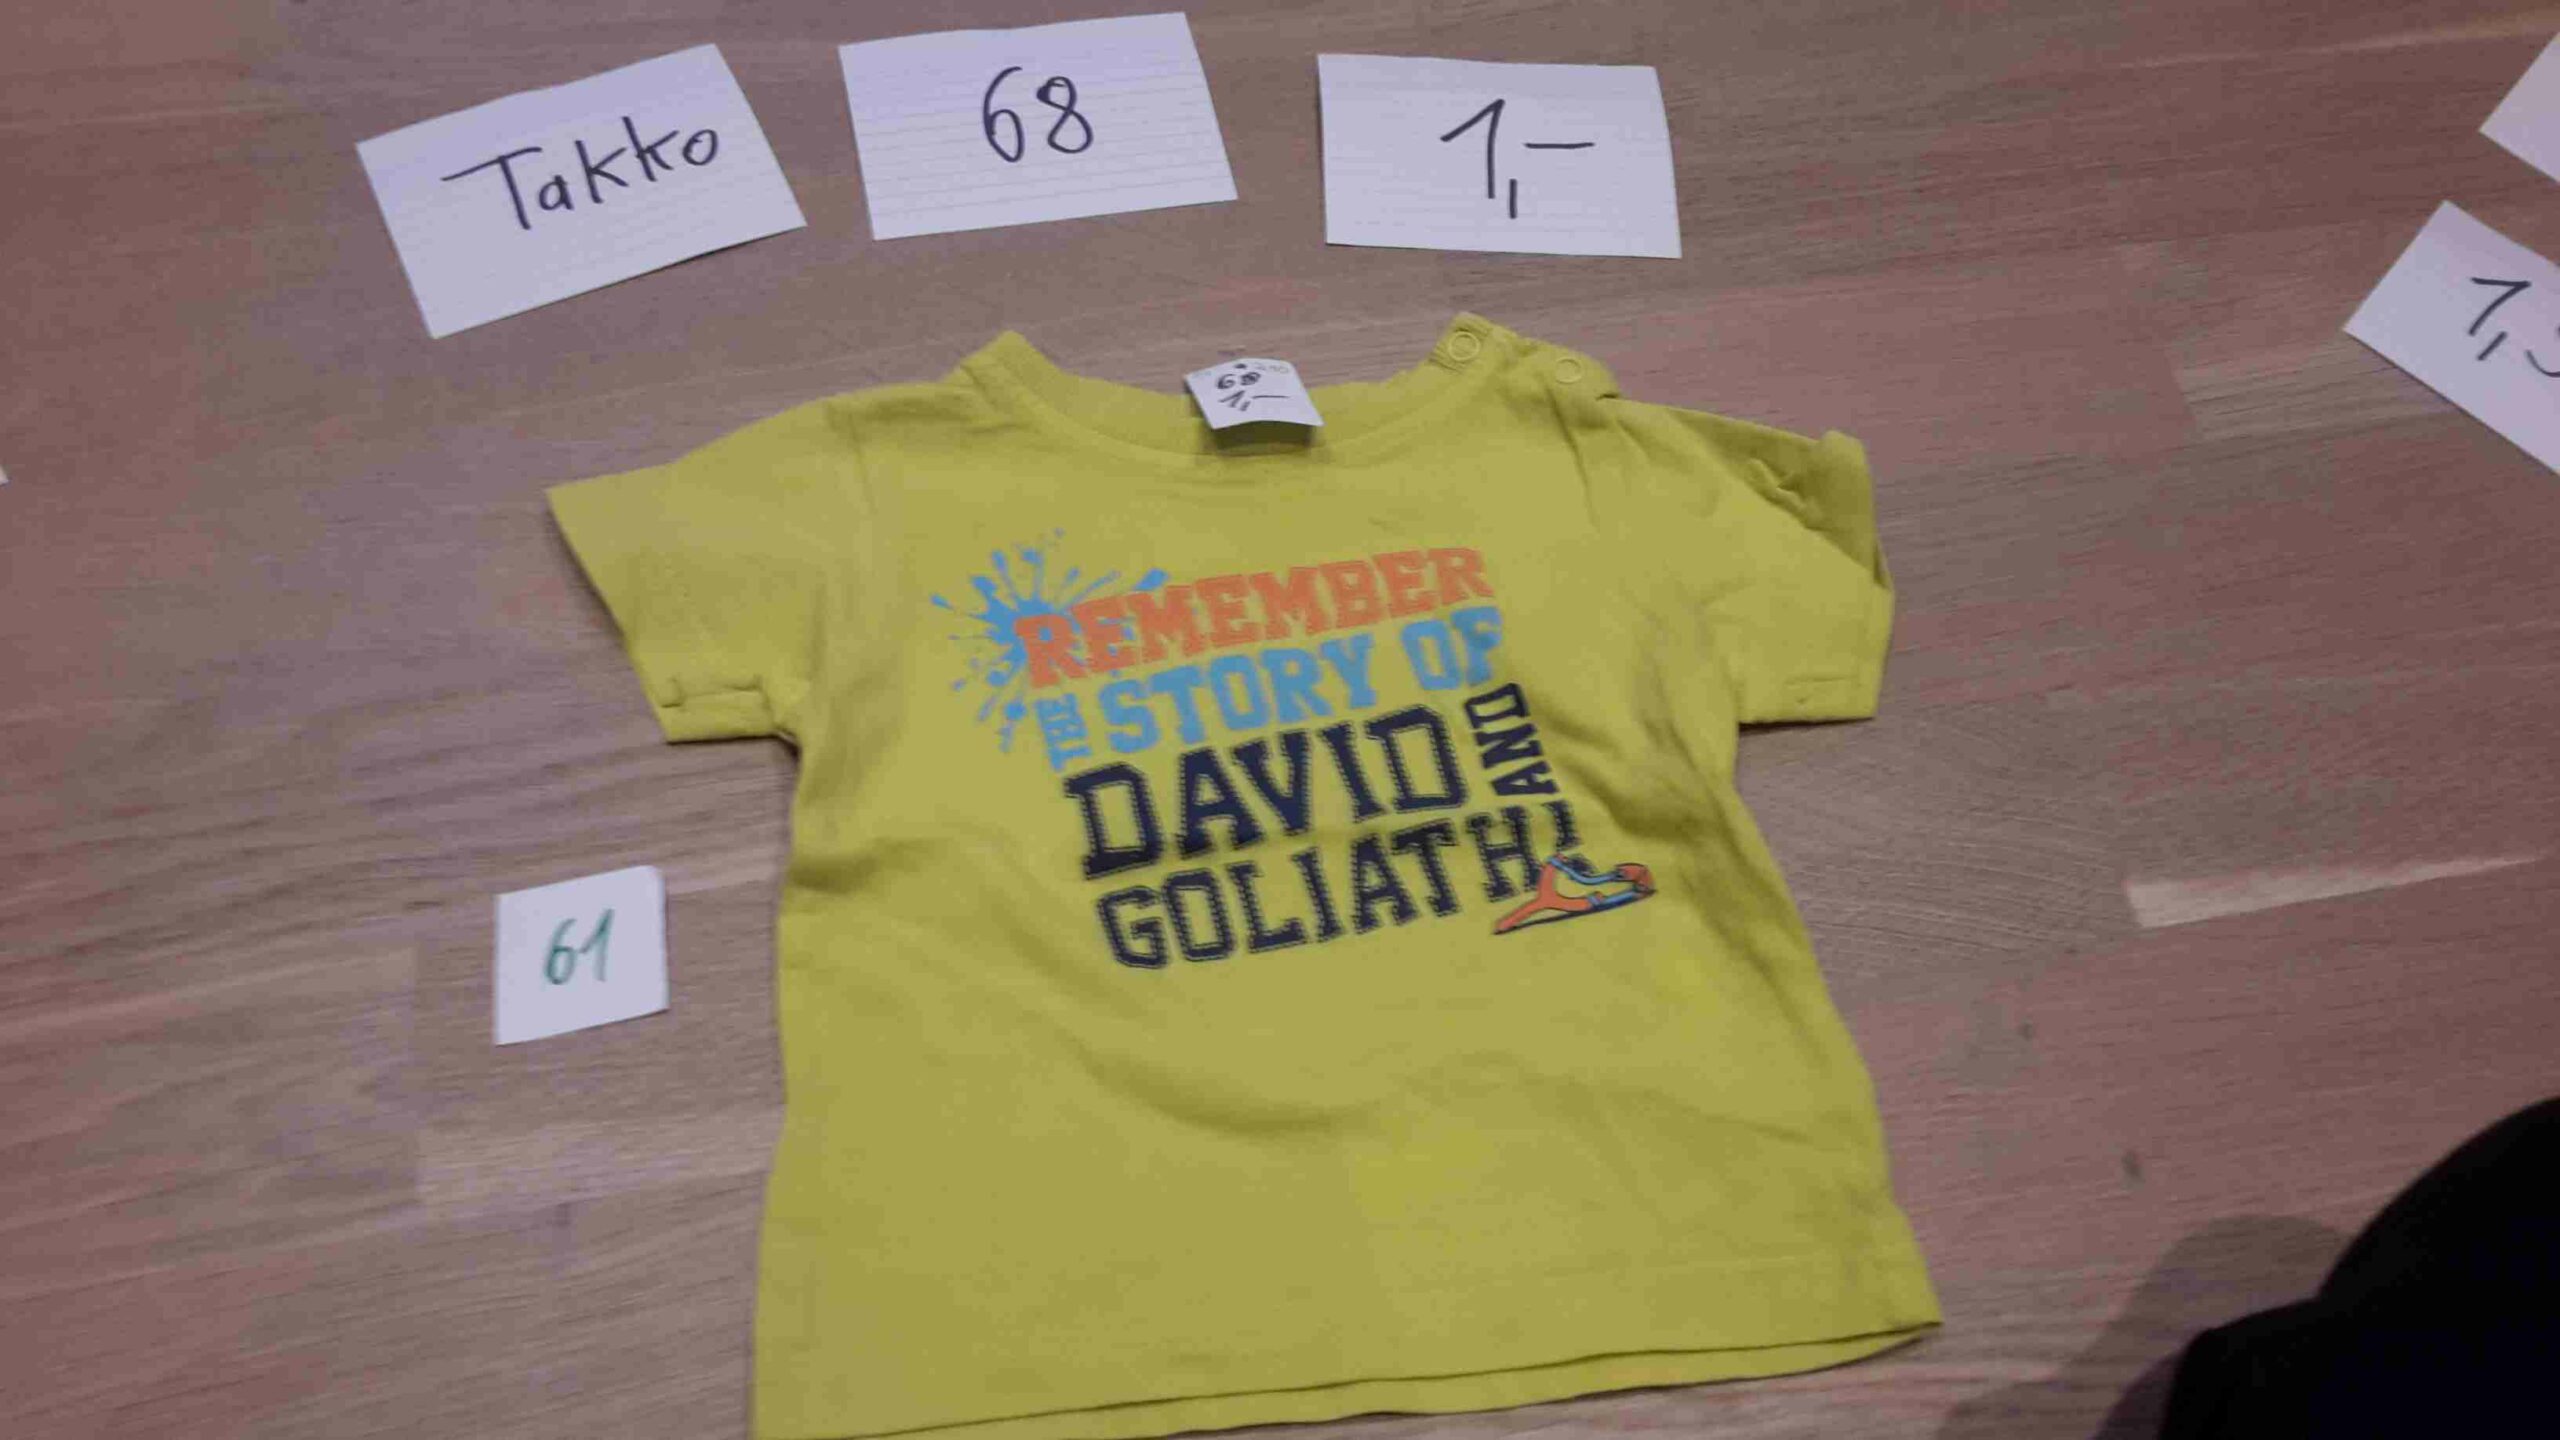 Takko
68
1,-
68
1,-
REMEMBER
THE STORY OF
DAVID AND
GOLIATH!
61